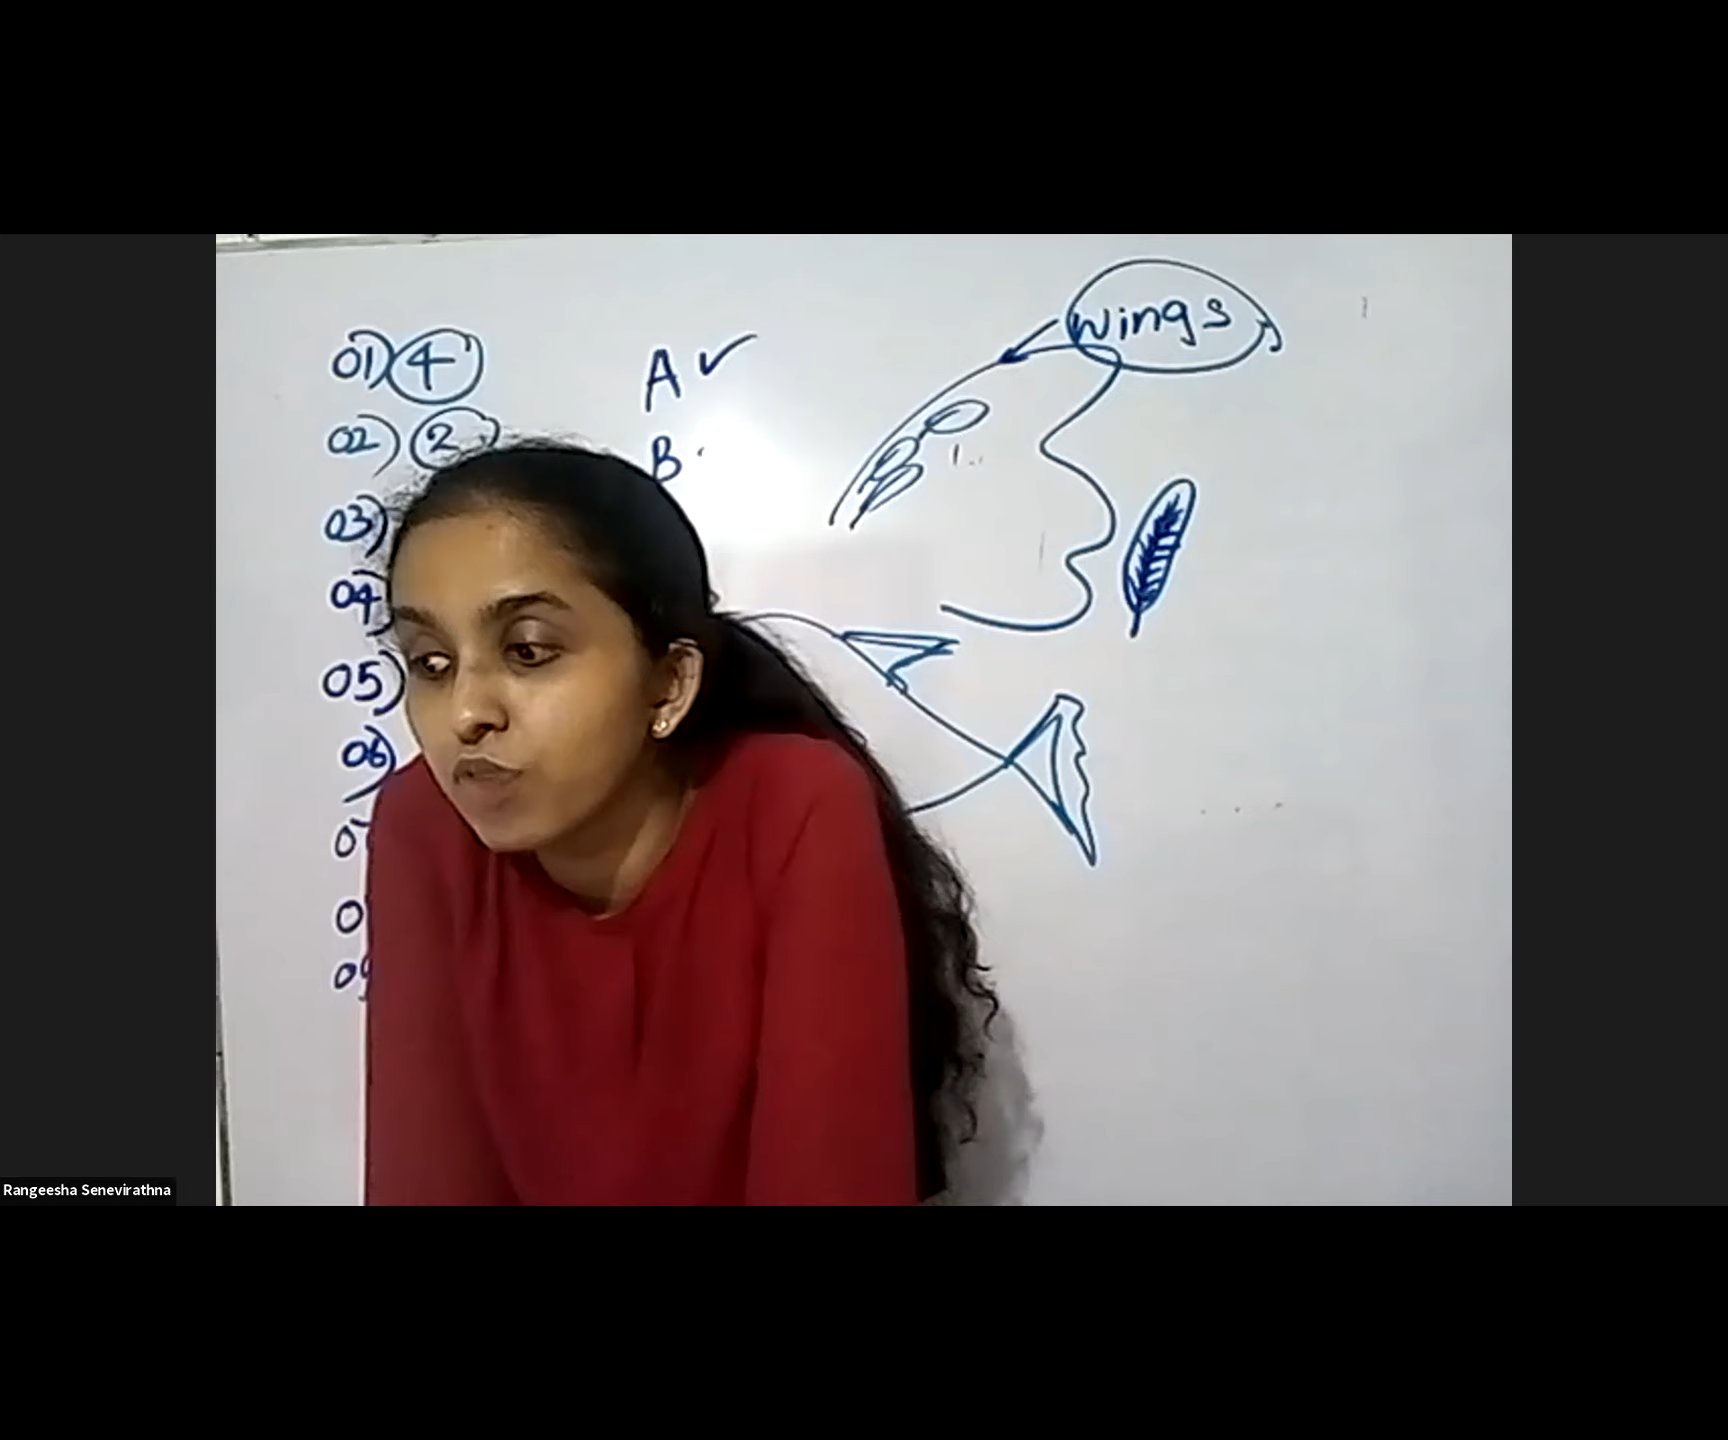 wings
01) 4
A ✓
02) 2
B
03)
04)
05)
06)
Rangeesha Senevirathna